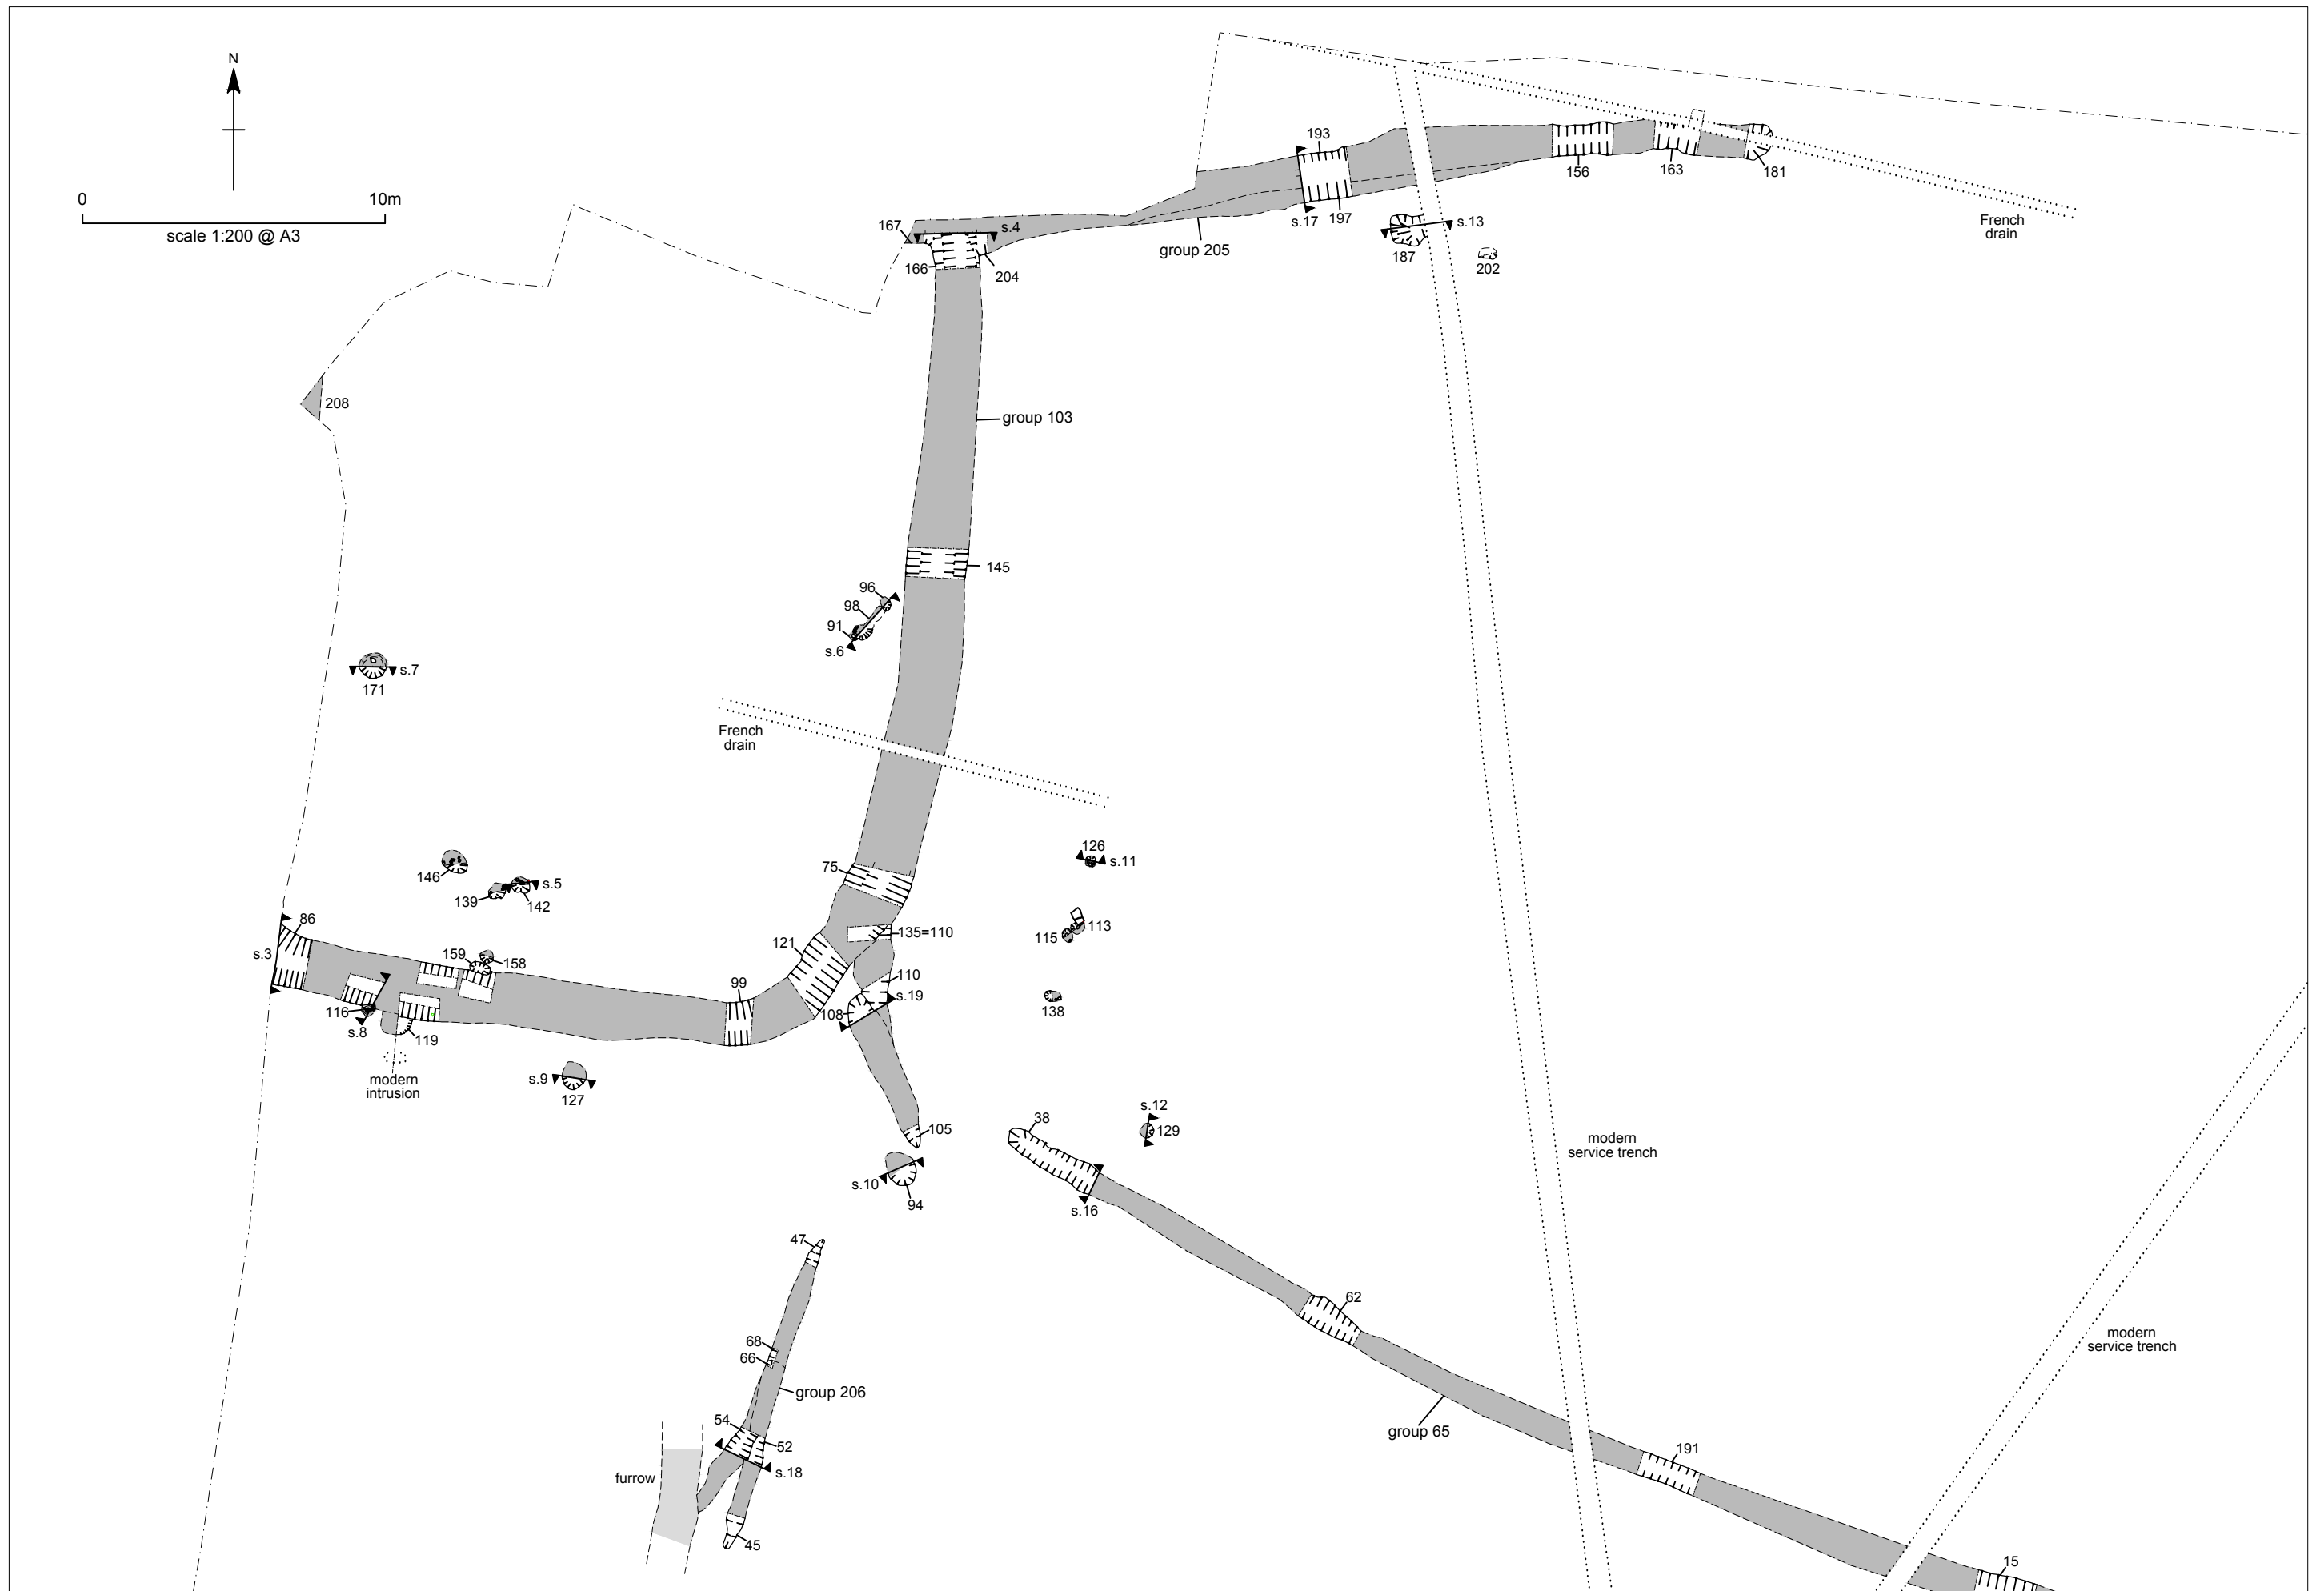 N
0 10m
scale 1:200 @ A3
193
156
163
181
s.17
197
s.13
187
202
French
drain
167
s.4
166
204
group 205
208
group 103
145
96
98
91
s.6
s.7
171
French
drain
126
s.11
75
146
139
s.5
142
113
115
135=110
121
86
s.3
159
158
110
s.19
99
108
138
116
s.8
119
modern
intrusion
s.9
127
105
38
s.12
129
s.10
94
s.16
modern
service trench
47
62
68
66
group 206
modern
service trench
54
52
s.18
group 65
furrow
191
45
15